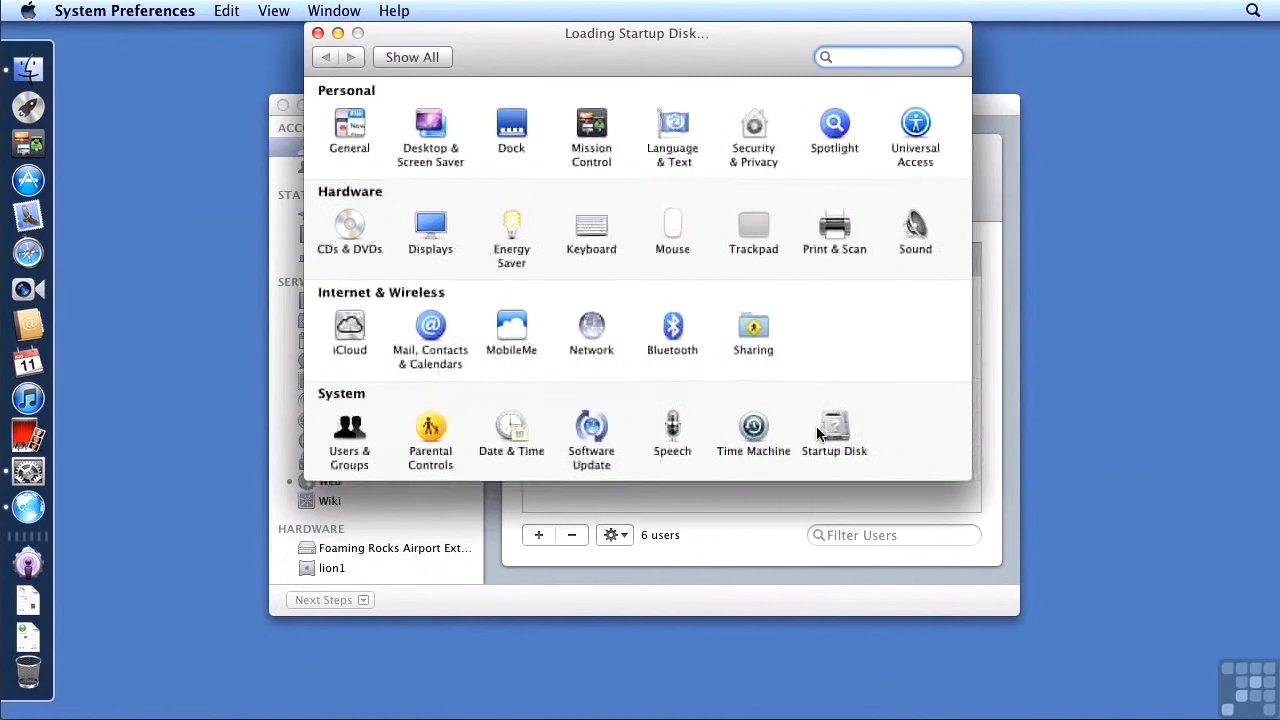 System Preferences Edit View Window Help
Loading Startup Disk...
Show All
Personal
General
Desktop &
Screen Saver
Dock
Mission
Control
Language
& Text
Security
& Privacy
Spotlight
Universal
Access
Hardware
CDs & DVDs
Displays
Energy
Saver
Keyboard
Mouse
Trackpad
Print & Scan
Sound
Internet & Wireless
iCloud
Mail, Contacts
& Calendars
MobileMe
Network
Bluetooth
Sharing
System
Users &
Groups
Parental
Controls
Date & Time
Software
Update
Speech
Time Machine
Startup Disk
Wiki
HARDWARE
Foaming Rocks Airport Ext...
lion1
Next Steps
6 users
Filter Users
11